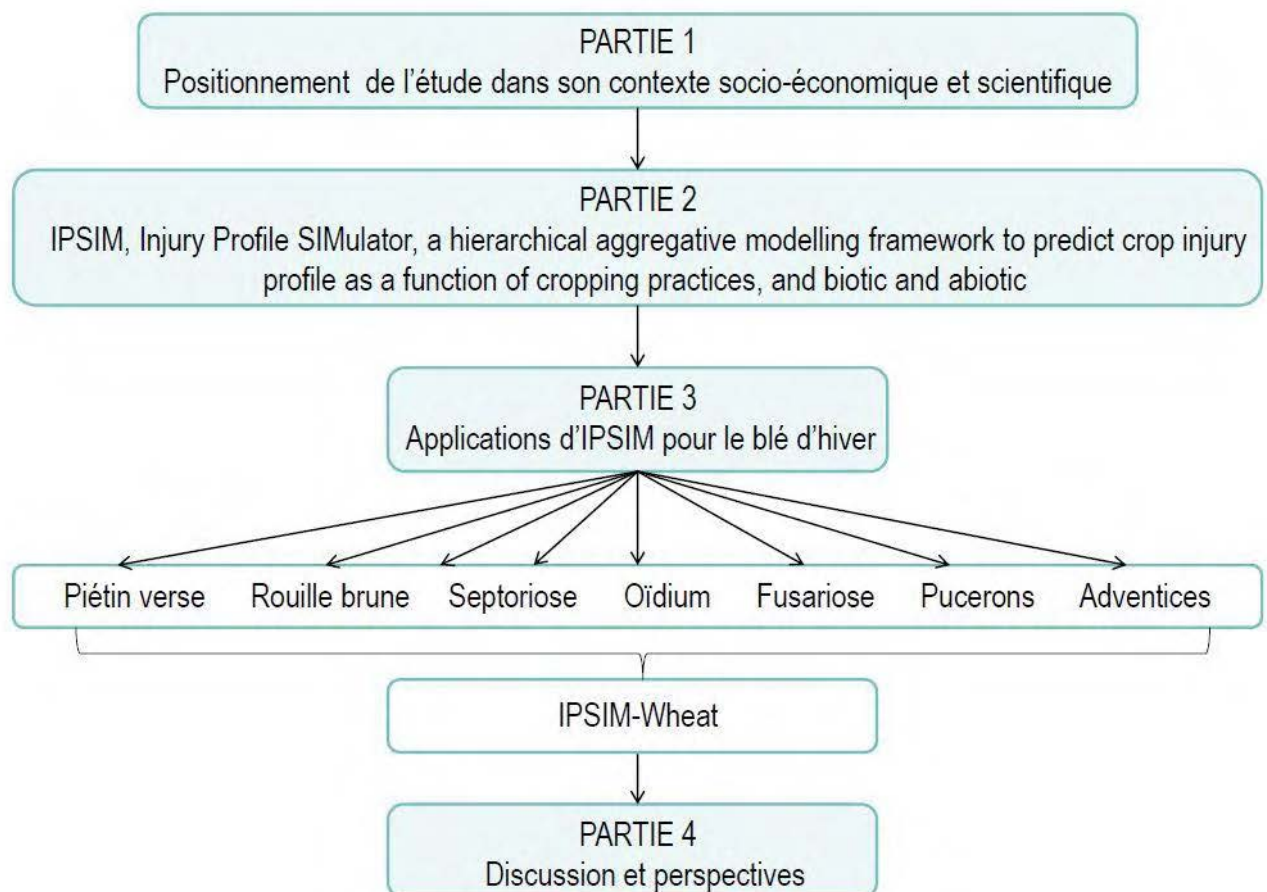 PARTIE 1
Positionnement de l'étude dans son contexte socio-économique et scientifique
PARTIE 2
IPSIM, Injury Profile SIMulator, a hierarchical aggregative modelling framework to predict crop injury
profile as a function of cropping practices, and biotic and abiotic
PARTIE 3
Applications d'IPSIM pour le blé d'hiver
Piétin verse Rouille brune Septoriose Oïdium Fusariose Pucerons Adventices
IPSIM-Wheat
PARTIE 4
Discussion et perspectives